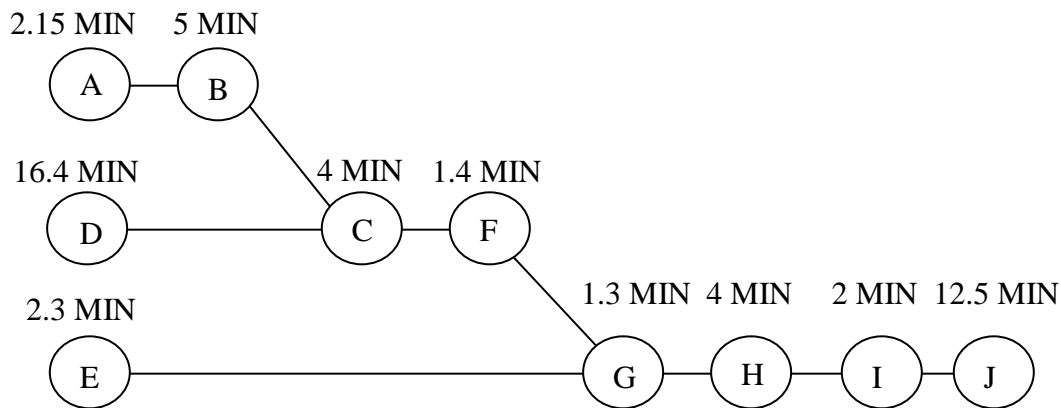 2.15 MIN 5 MIN
A B
16.4 MIN 4 MIN 1.4 MIN
D C F
2.3 MIN 1.3 MIN 4 MIN 2 MIN 12.5 MIN
E G H I J